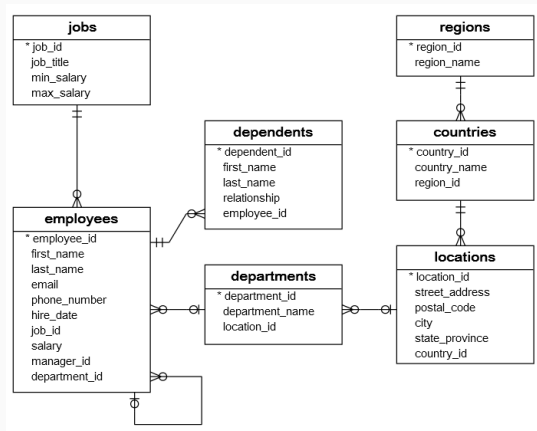 jobs
* job_id
job_title
min_salary
max_salary
regions
* region_id
region_name
dependents
* dependent_id
first_name
last_name
relationship
employee_id
countries
* country_id
country_name
region_id
employees
* employee_id
first_name
last_name
email
phone_number
hire_date
job_id
salary
manager_id
department_id
departments
* department_id
department_name
location_id
locations
* location_id
street_address
postal_code
city
state_province
country_id